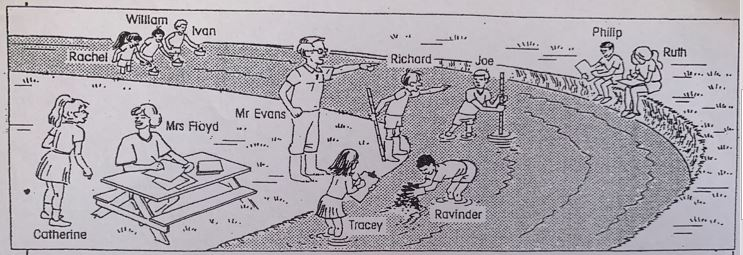 William
Ivan
Rachel
Richard
Joe
Philip
Ruth
Mr Evans
Mrs Floyd
Catherine
Tracey
Ravinder